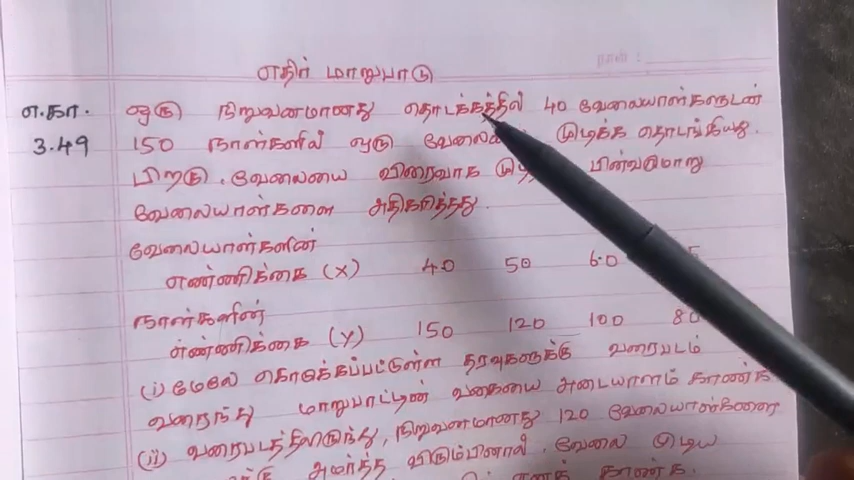 எதிர் மாறுபாடு
எ.கா. ஒரு நிறுவனமானது தொடக்கத்தில் 40 வேலையாள்களுடன்
3.49 150 நாள்களில் ஒரு முடிக்க தொடங்கியது.
பிறகு, வேலையை விரைவாக பின்வருமாறு
வேலையாள்களை அதிகரித்தது.
வேலையாள்களின்
எண்ணிக்கை (x) 40 50 60
நாள்களின்
எண்ணிக்கை (y) 150 120 100 80
(i) மேலே கொடுக்கப்பட்டுள்ள தரவுகளுக்கு வரைபடம்
வரைந்து மாறுபாட்டின் வகையை அடையாளம் காண்க.
(ii) வரைபடத்திலிருந்து, நிறுவனமானது 120 வேலையாள்களை
அமர்த்த விரும்பினால், வேலை முடிய
எனக் காண்க.